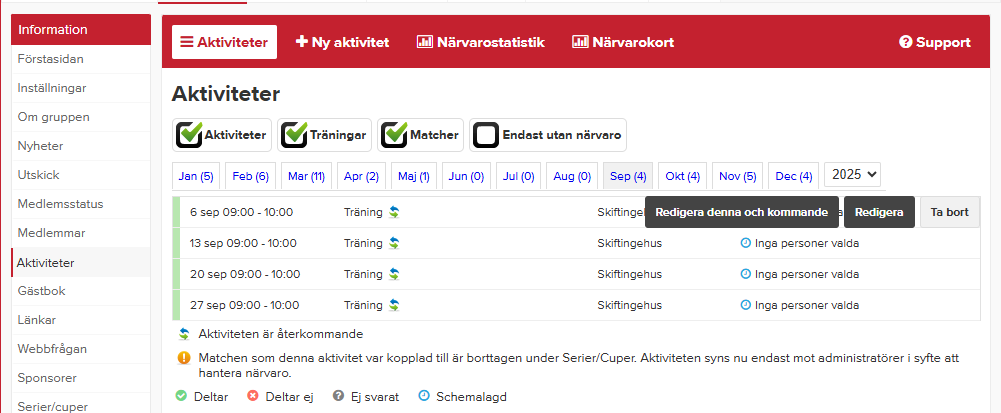 Information
Förstasidan
Inställningar
Om gruppen
Nyheter
Utskick
Medlemsstatus
Medlemmar
Aktiviteter
Gästbok
Länkar
Webbfrågan
Sponsorer
Serier/cuper
Aktiviteter Ny aktivitet Närvarostatistik Närvarokort Support
Aktiviteter
Aktiviteter Träningar Matcher Endast utan närvaro
Jan (5) Feb (6) Mar (11) Apr (2) Maj (1) Jun (0) Jul (0) Aug (0) Sep (4) Okt (4) Nov (5) Dec (4) 2025
6 sep 09:00 - 10:00 Träning Redigera denna och kommande Redigera Ta bort
13 sep 09:00 - 10:00 Träning Skiftingehus Inga personer valda
20 sep 09:00 - 10:00 Träning Skiftingehus Inga personer valda
27 sep 09:00 - 10:00 Träning Skiftingehus Inga personer valda
Aktiviteten är återkommande
Matchen som denna aktivitet var kopplad till är borttagen under Serier/Cuper. Aktiviteten syns nu endast mot administratörer i syfte att
hantera närvaro.
Deltar Deltar ej Ej svarat Schemalagd